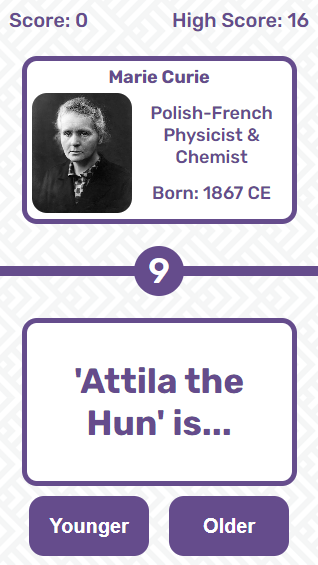 Score: 0
High Score: 16
Marie Curie
Polish-French
Physicist &
Chemist
Born: 1867 CE
9
'Attila the
Hun' is...
Younger
Older